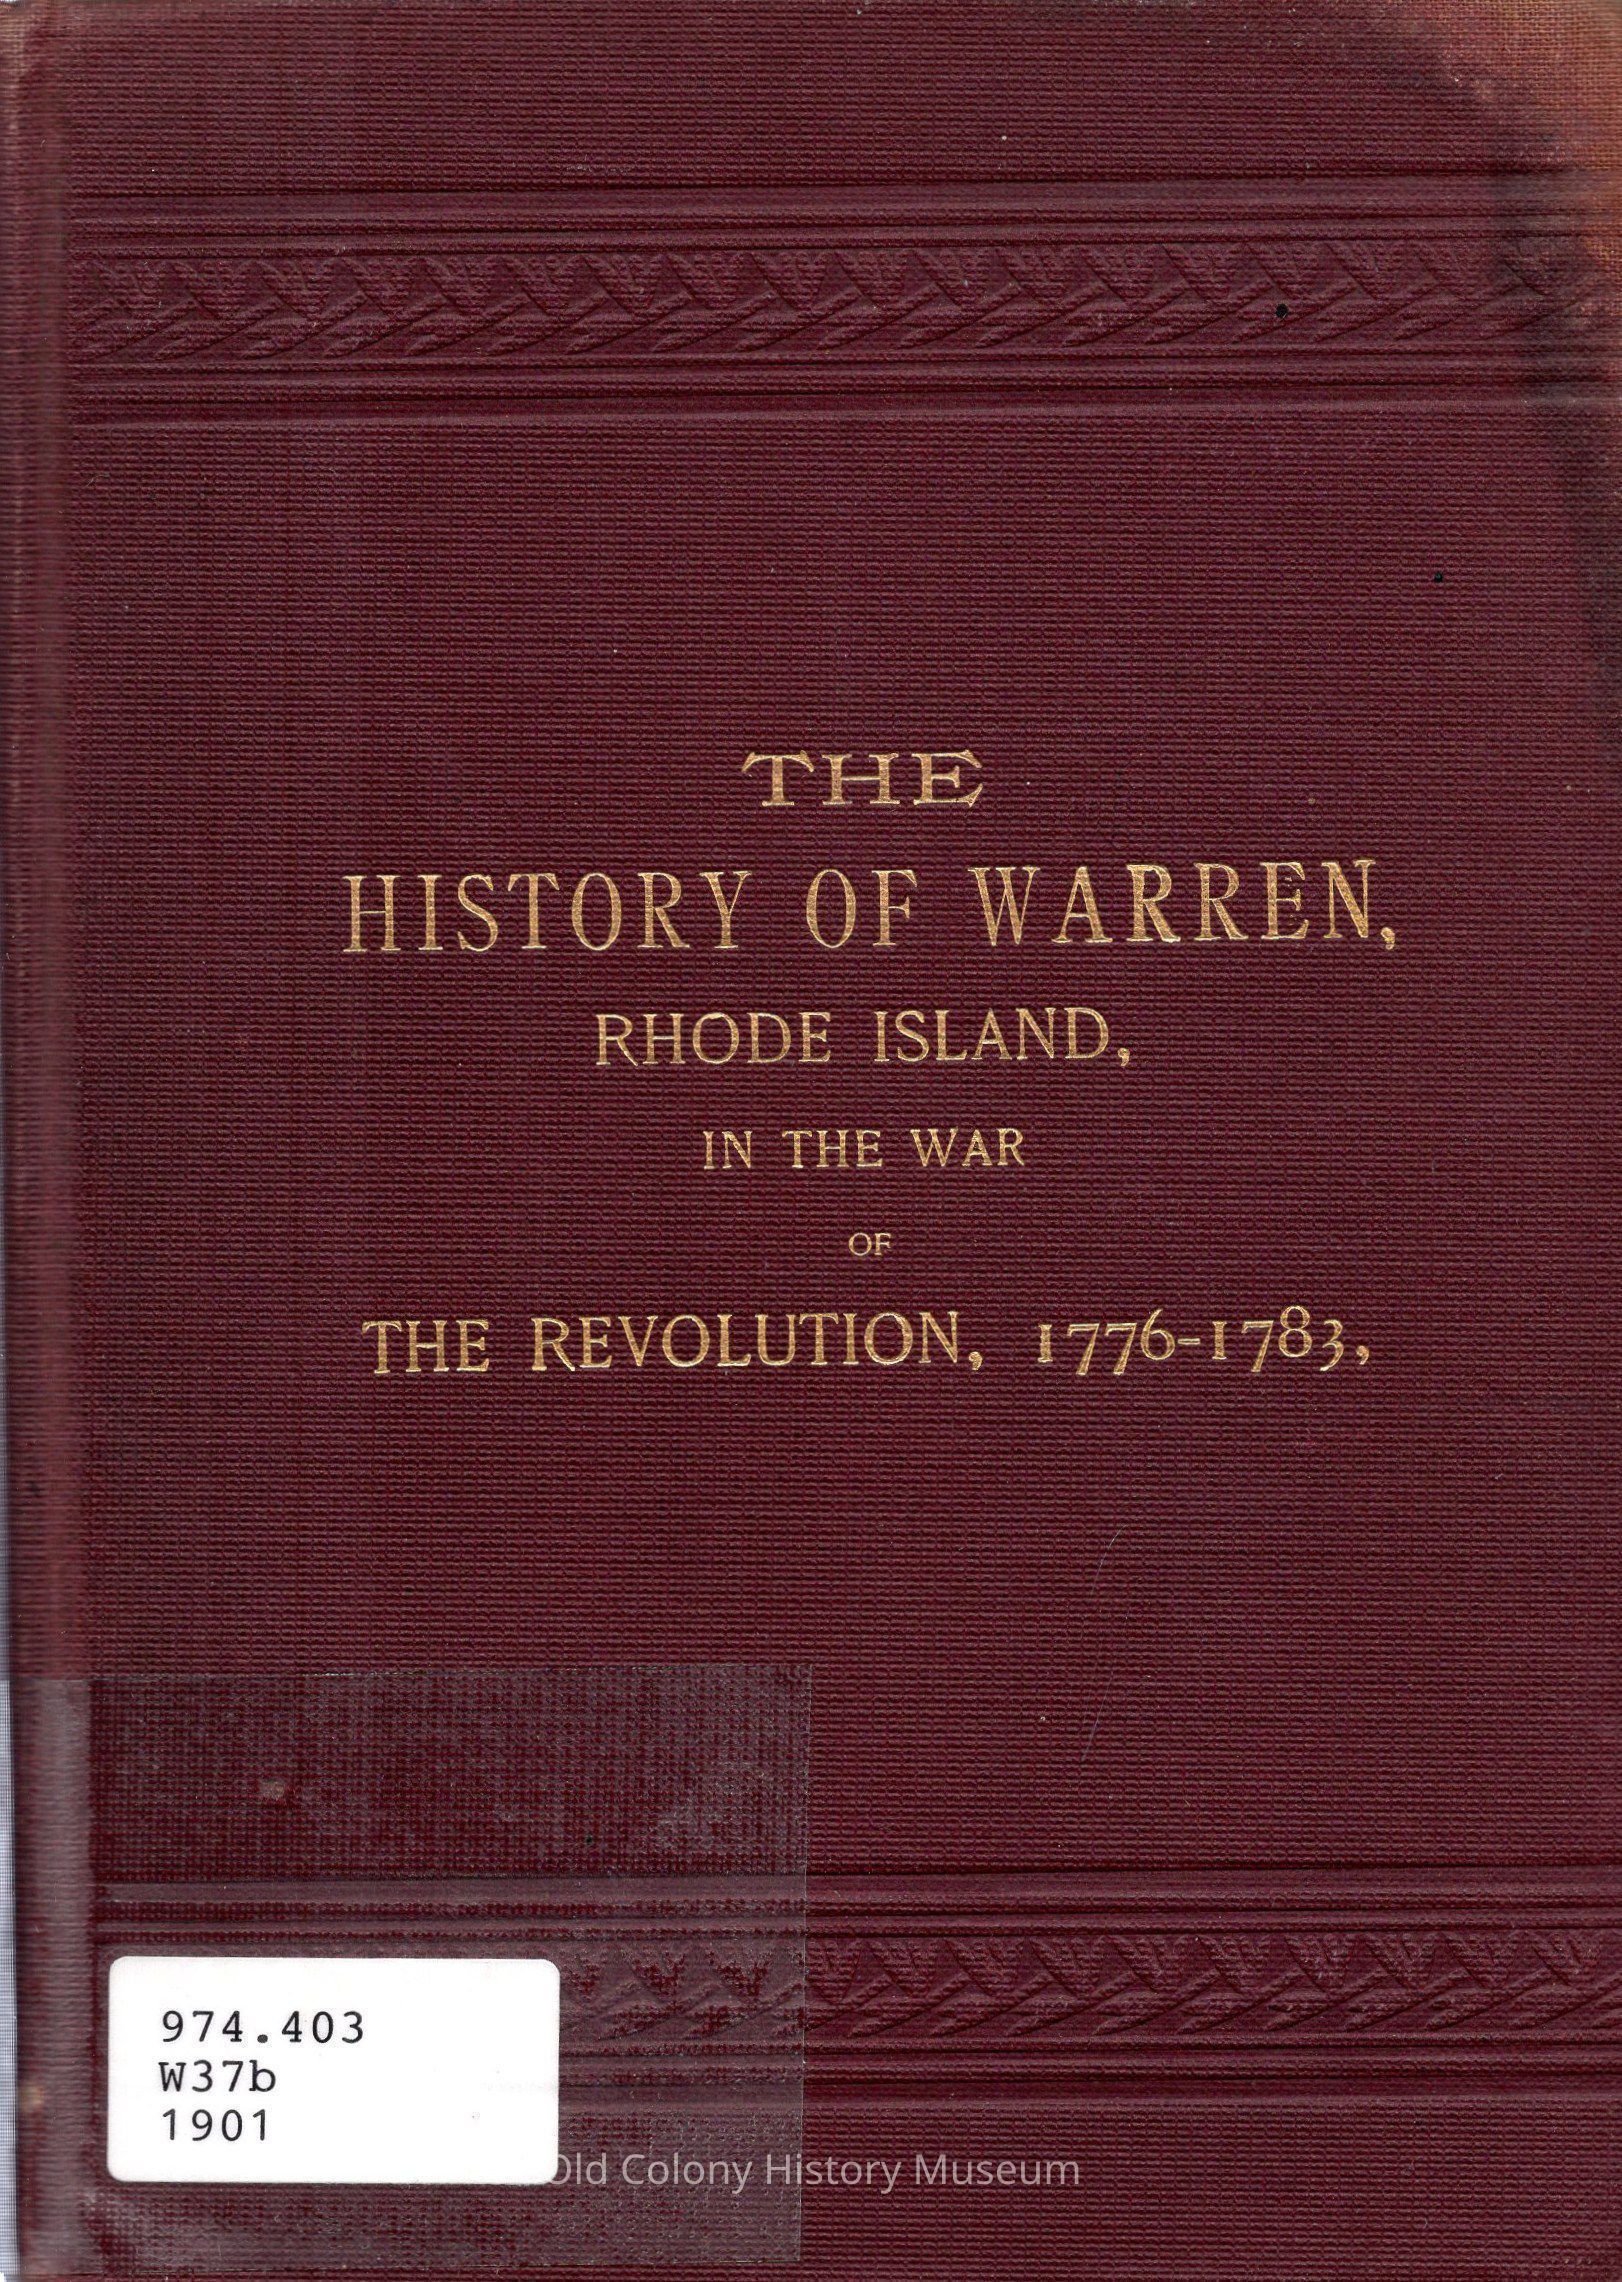 THE
HISTORY OF WARREN,
RHODE ISLAND,
IN THE WAR
OF
THE REVOLUTION, 1776-1783,
974.403
W37b
1901
Old Colony History Museum